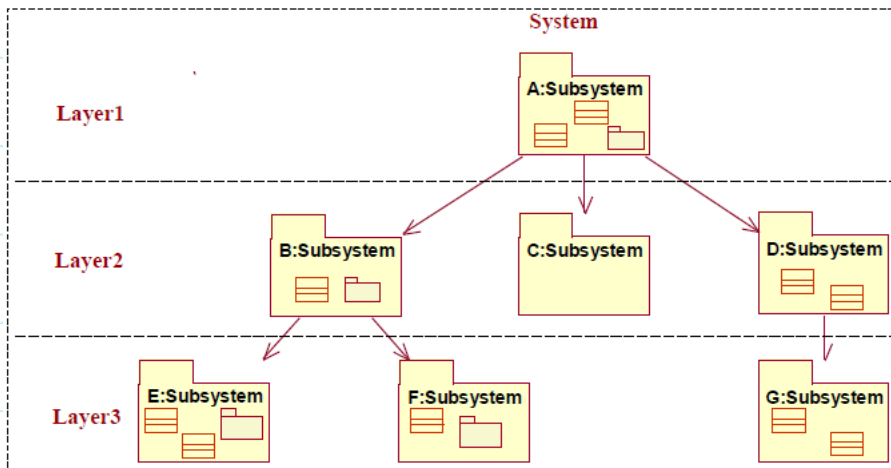 System
A:Subsystem
Layer1
B:Subsystem
C:Subsystem
D:Subsystem
Layer2
E:Subsystem
F:Subsystem
G:Subsystem
Layer3